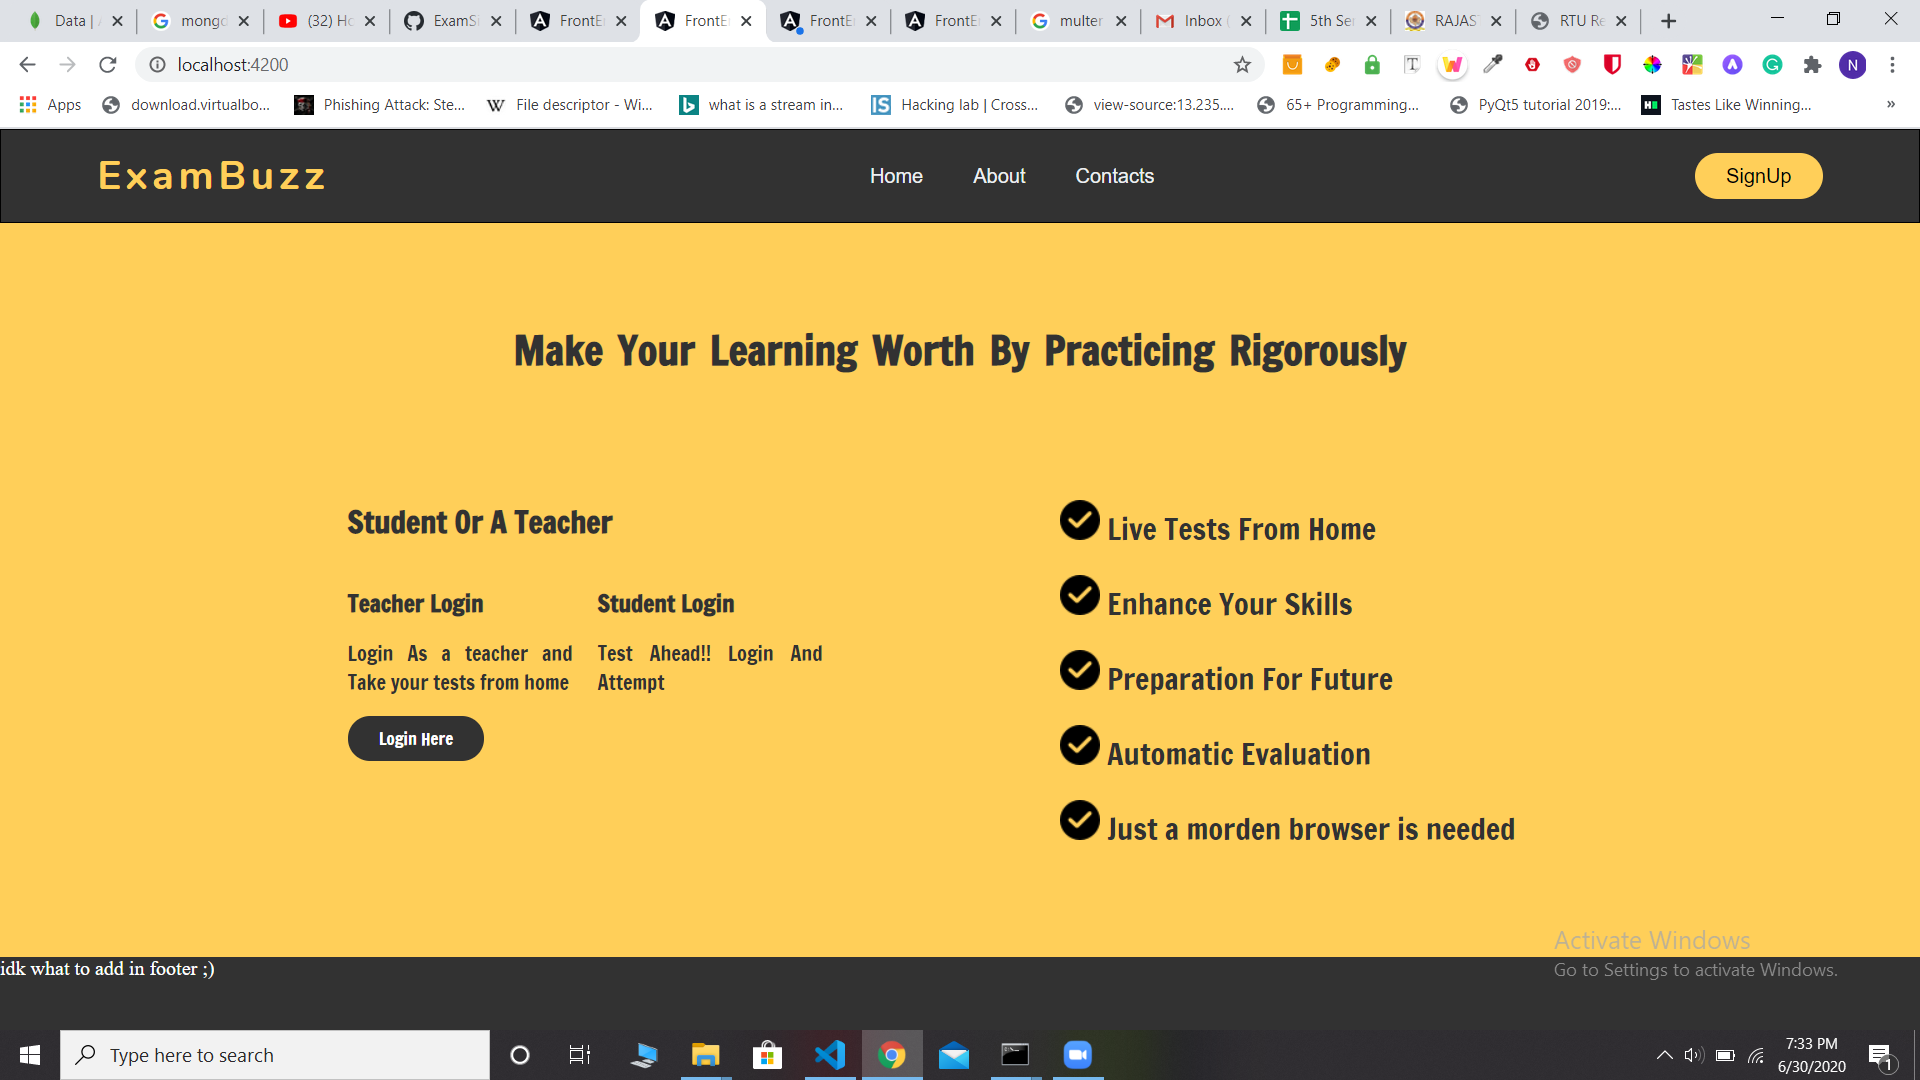 Data | mongo (32) Ho ExamSi FrontEn FrontEn FrontEn FrontEn multer Inbox ( 5th Se RAJAS RTU Re
localhost:4200
N
Apps download.virtualbo... Phishing Attack: Ste... File descriptor - Wi... what is a stream in... Hacking lab | Cross... view-source:13.235.... 65+ Programming... PyQt5 tutorial 2019:... Tastes Like Winning... »
ExamBuzz Home About Contacts SignUp
Make Your Learning Worth By Practicing Rigorously
Student Or A Teacher
Teacher Login Student Login
Login As a teacher and Test Ahead!! Login And
Take your tests from home Attempt
Login Here
Live Tests From Home
Enhance Your Skills
Preparation For Future
Automatic Evaluation
Just a morden browser is needed
Activate Windows
Go to Settings to activate Windows.
idk what to add in footer ;)
Type here to search
7:33 PM
6/30/2020
1